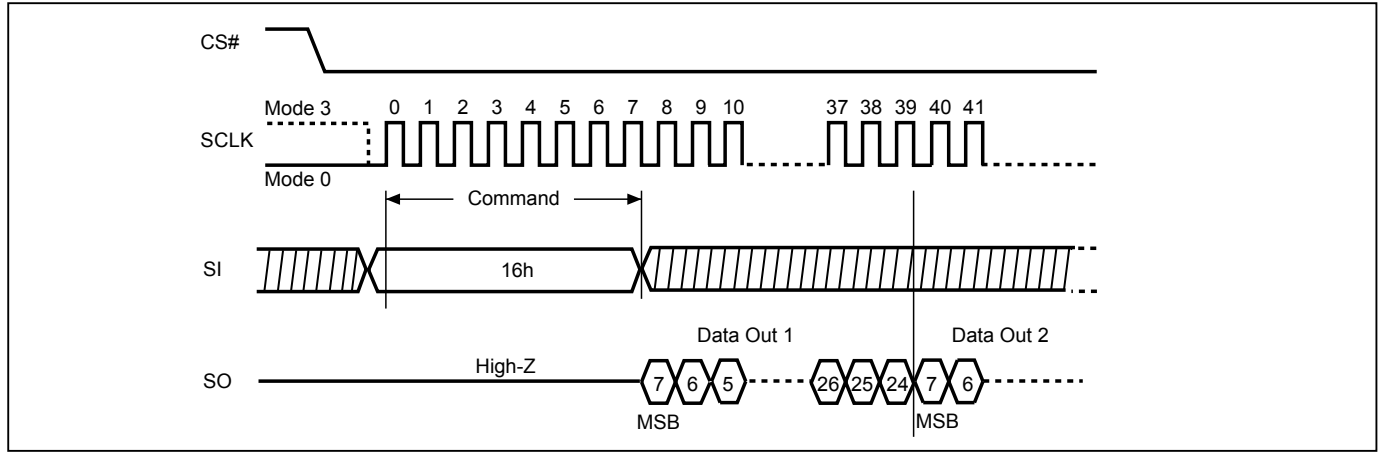 CS#
Mode 3
0 1 2 3 4 5 6 7 8 9 10 37 38 39 40 41
SCLK
Mode 0
Command
SI
16h
Data Out 1 Data Out 2
High-Z
SO
7 6 5 26 25 24 7 6
MSB MSB